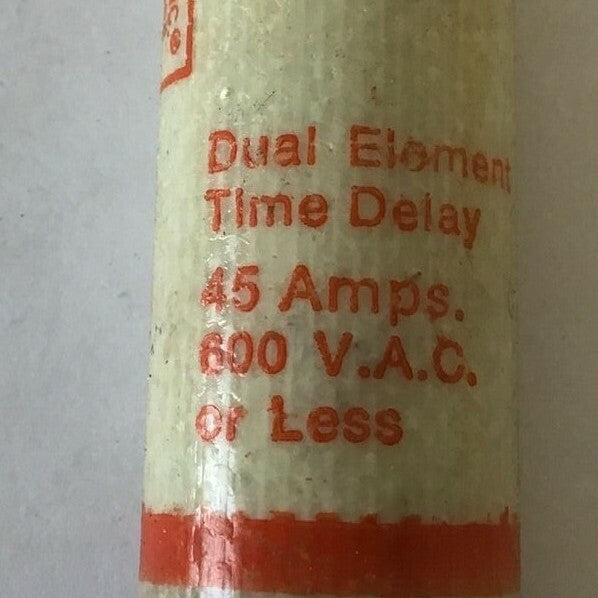 Dual Element
Time Delay
45 Amps.
600 V.A.C.
or Less